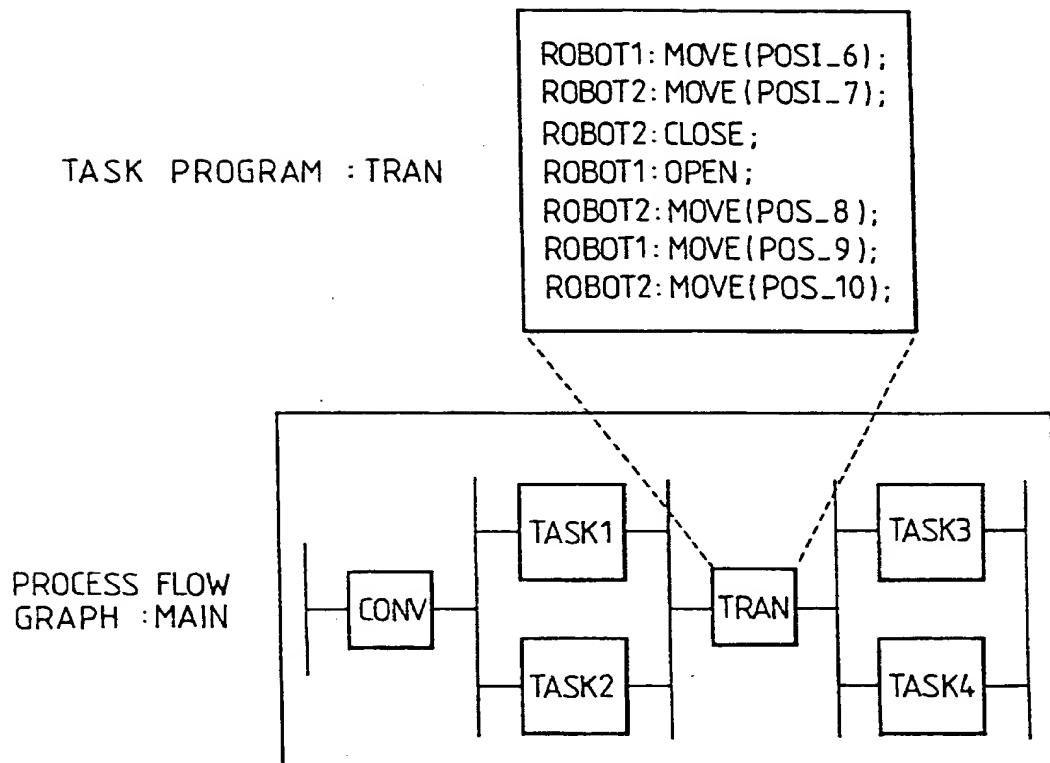 ROBOT1: MOVE(POSI_6);
ROBOT2: MOVE(POSI_7);
ROBOT2: CLOSE;
ROBOT1: OPEN;
ROBOT2: MOVE(POS_8);
ROBOT1: MOVE(POS_9);
ROBOT2: MOVE(POS_10);
TASK PROGRAM : TRAN
TASK1
TASK3
PROCESS FLOW
GRAPH : MAIN
CONV
TRAN
TASK2
TASK4